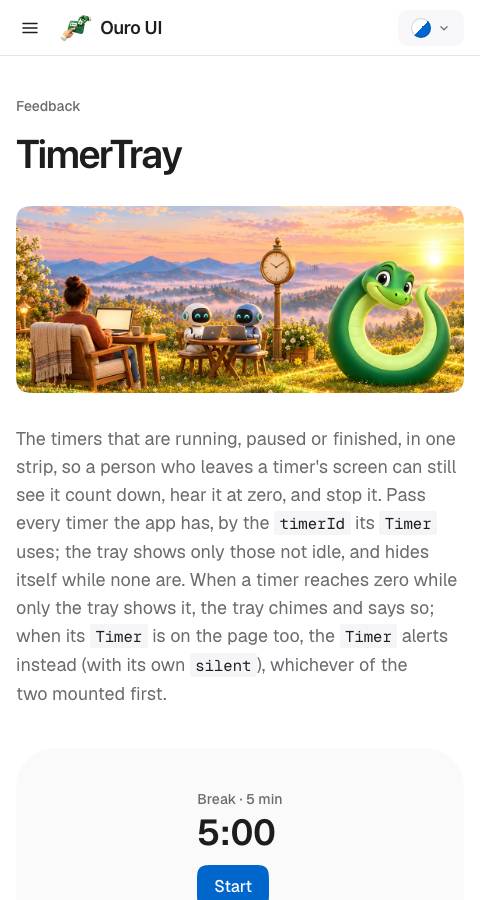 Ouro UI
Feedback
TimerTray
The timers that are running, paused or finished, in one
strip, so a person who leaves a timer's screen can still
see it count down, hear it at zero, and stop it. Pass
every timer the app has, by the timerId its Timer
uses; the tray shows only those not idle, and hides
itself while none are. When a timer reaches zero while
only the tray shows it, the tray chimes and says so;
when its Timer is on the page too, the Timer alerts
instead (with its own silent), whichever of the
two mounted first.
Break · 5 min
5:00
Start